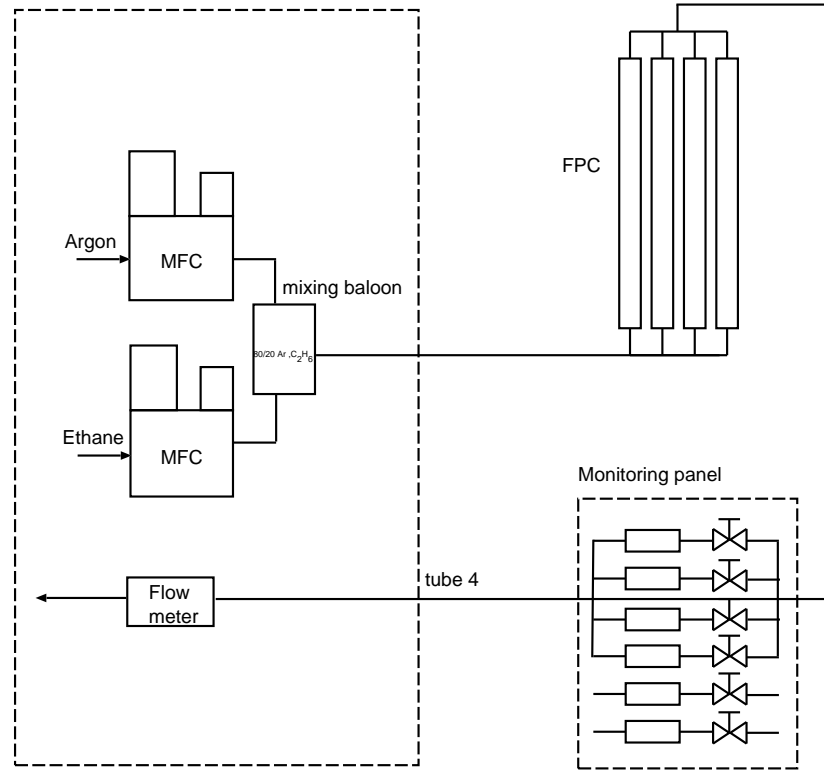 FPC
Argon
MFC
mixing baloon
80/20 Ar ,C2H6
Ethane
MFC
Monitoring panel
tube 4
Flow
meter